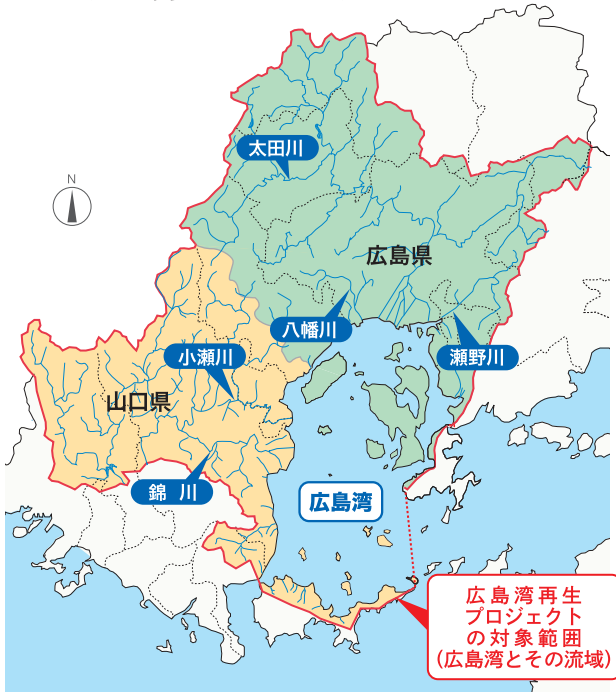 太田川
N
広島県
八幡川
瀬野川
小瀬川
山口県
錦 川
広島湾
広島湾再生
プロジェクト
の対象範囲
(広島湾とその流域)